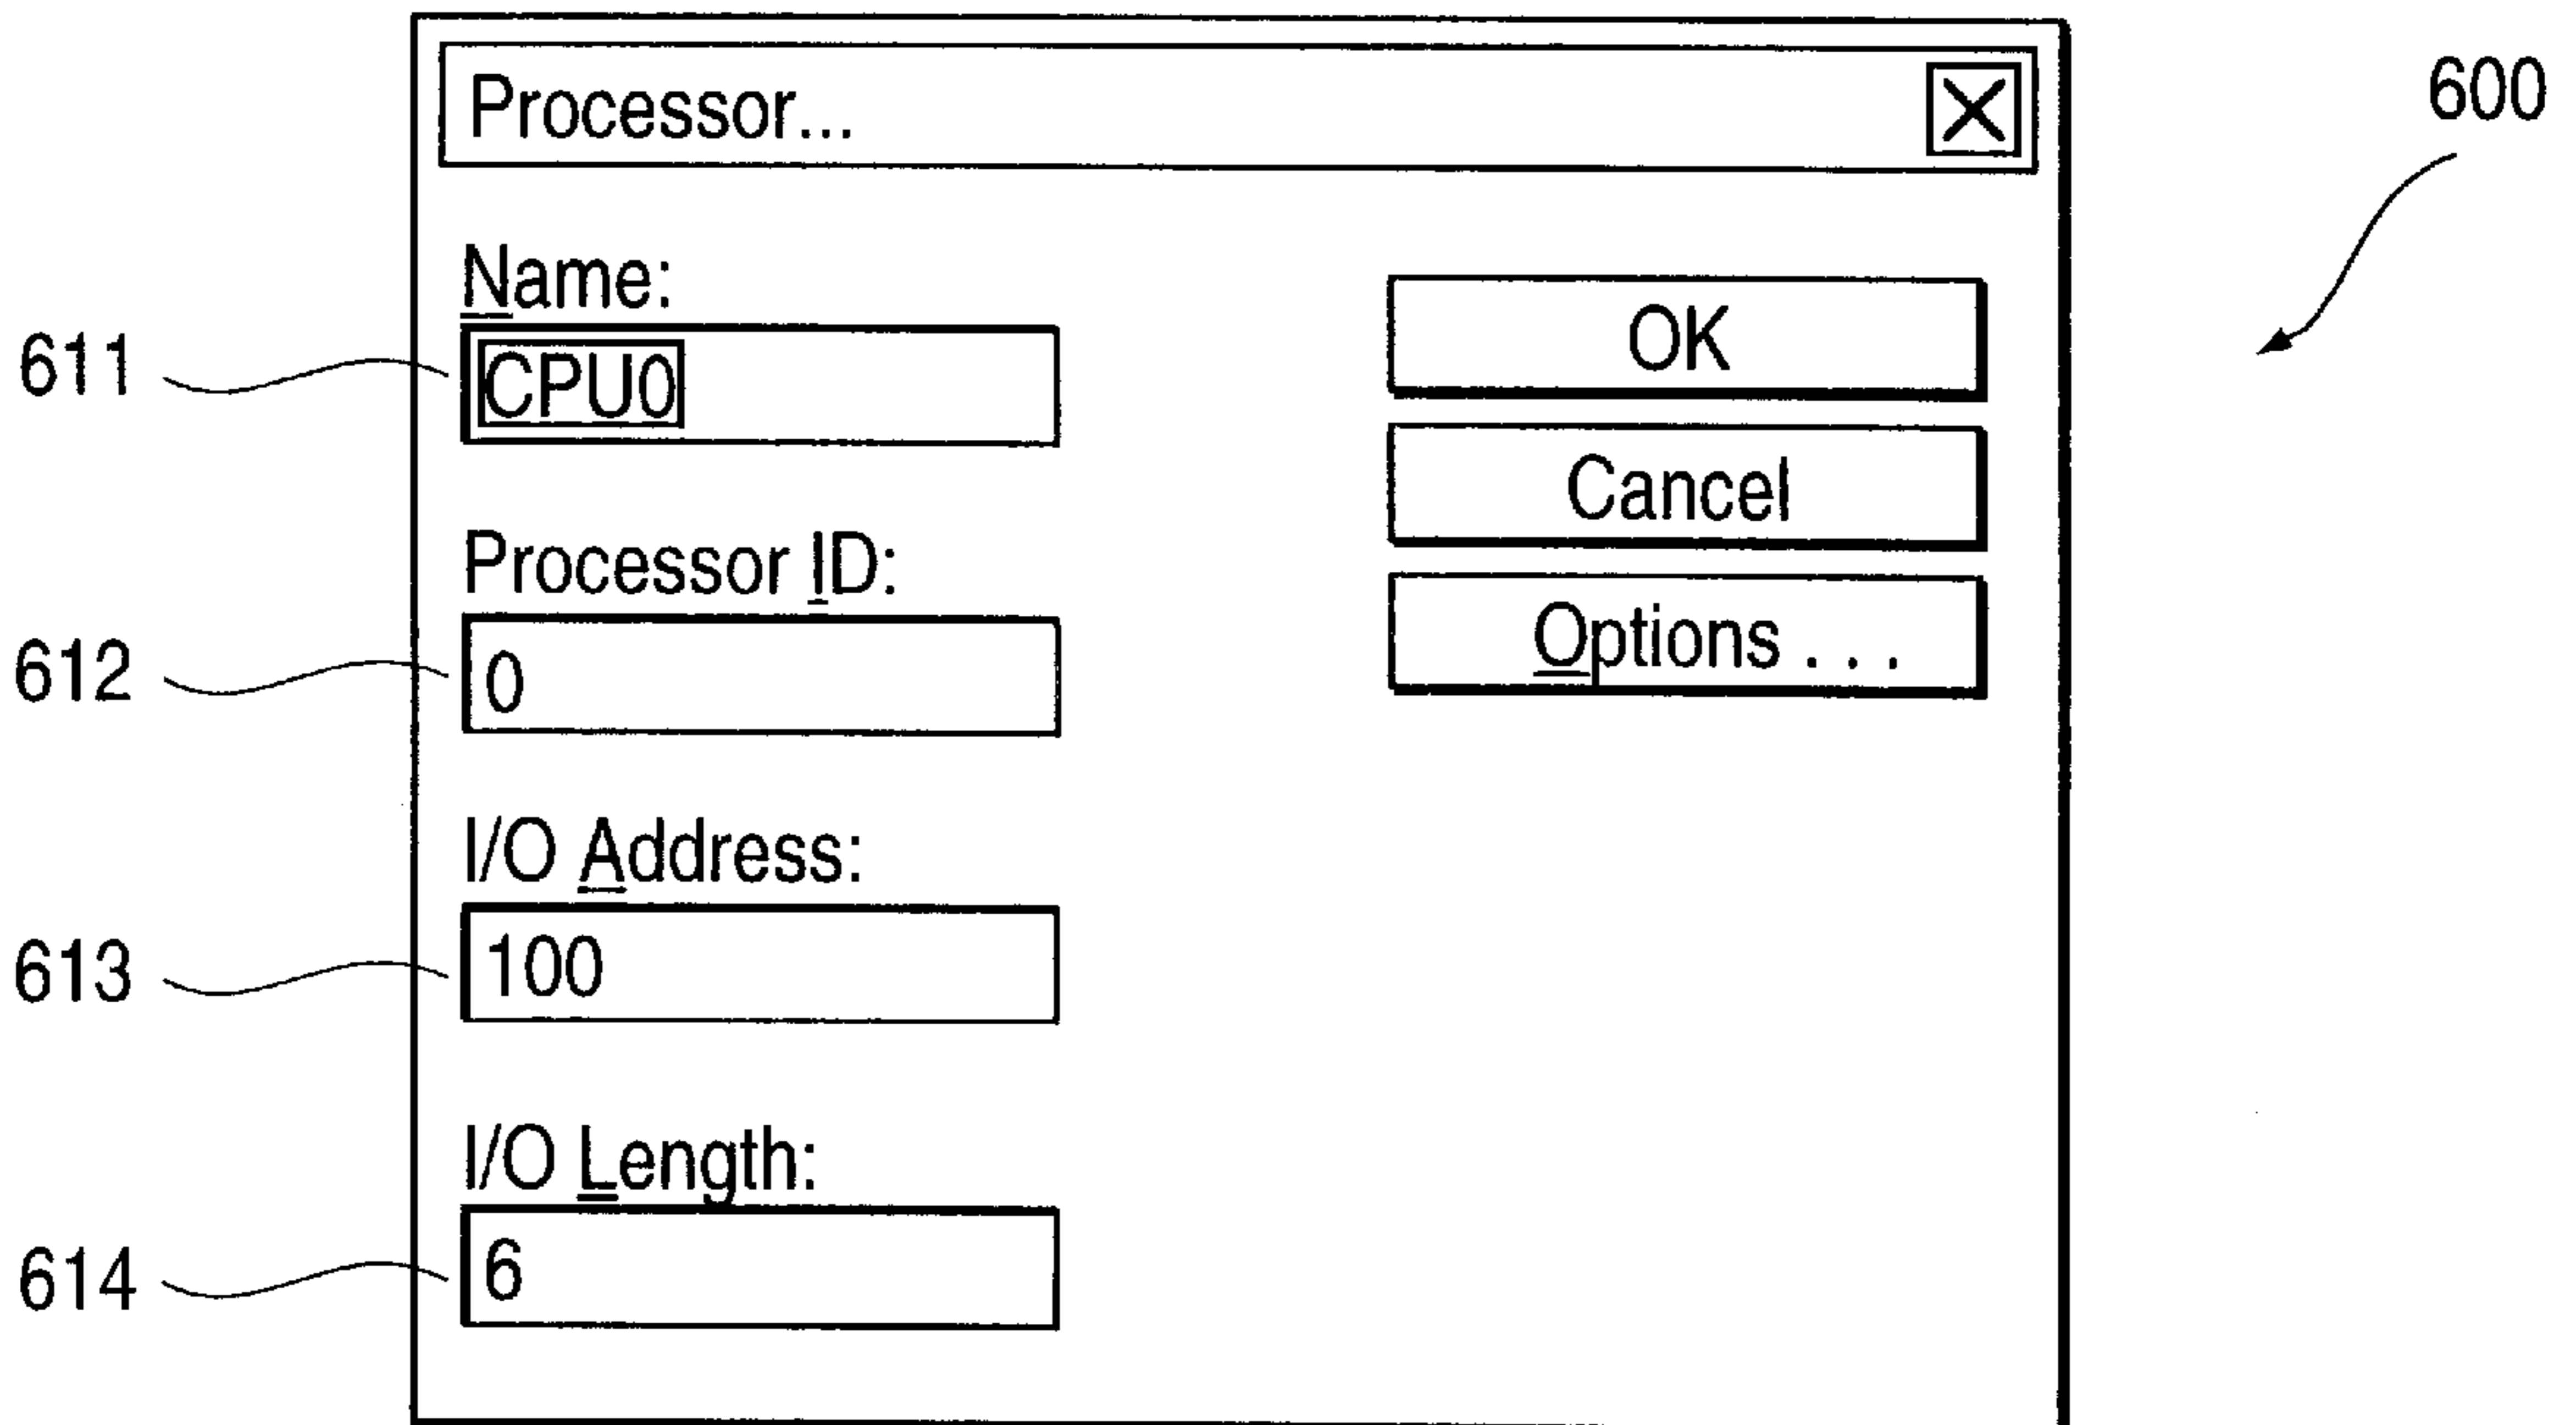 Processor...
600
Name:
611
CPU0
OK
Cancel
Processor ID:
612
0
Options . . .
I/O Address:
613
100
I/O Length:
614
6